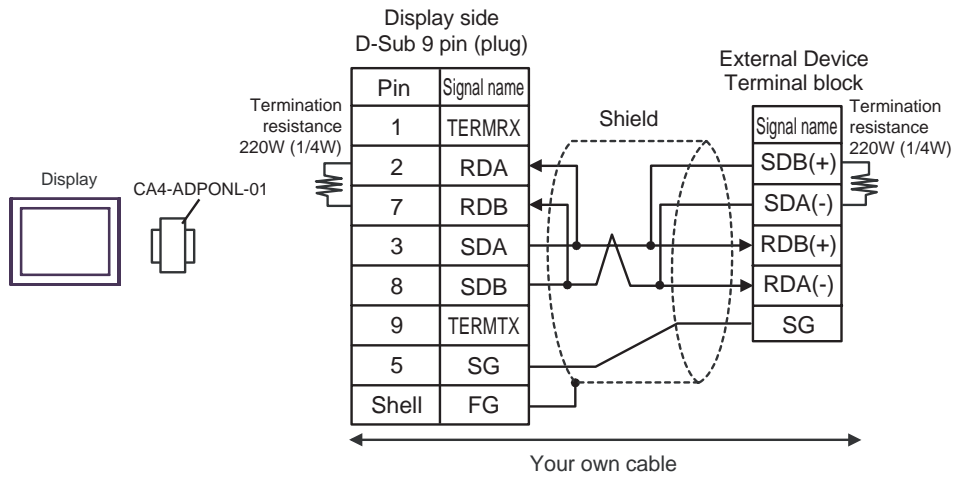 Display side
D-Sub 9 pin (plug)
External Device
Terminal block
Termination
resistance
220W (1/4W)
Pin Signal name
1 TERMRX
2 RDA
7 RDB
3 SDA
8 SDB
9 TERMTX
5 SG
Shell FG
Shield
Signal name
SDB(+)
SDA(-)
RDB(+)
RDA(-)
SG
Termination
resistance
220W (1/4W)
Display
CA4-ADPONL-01
Your own cable